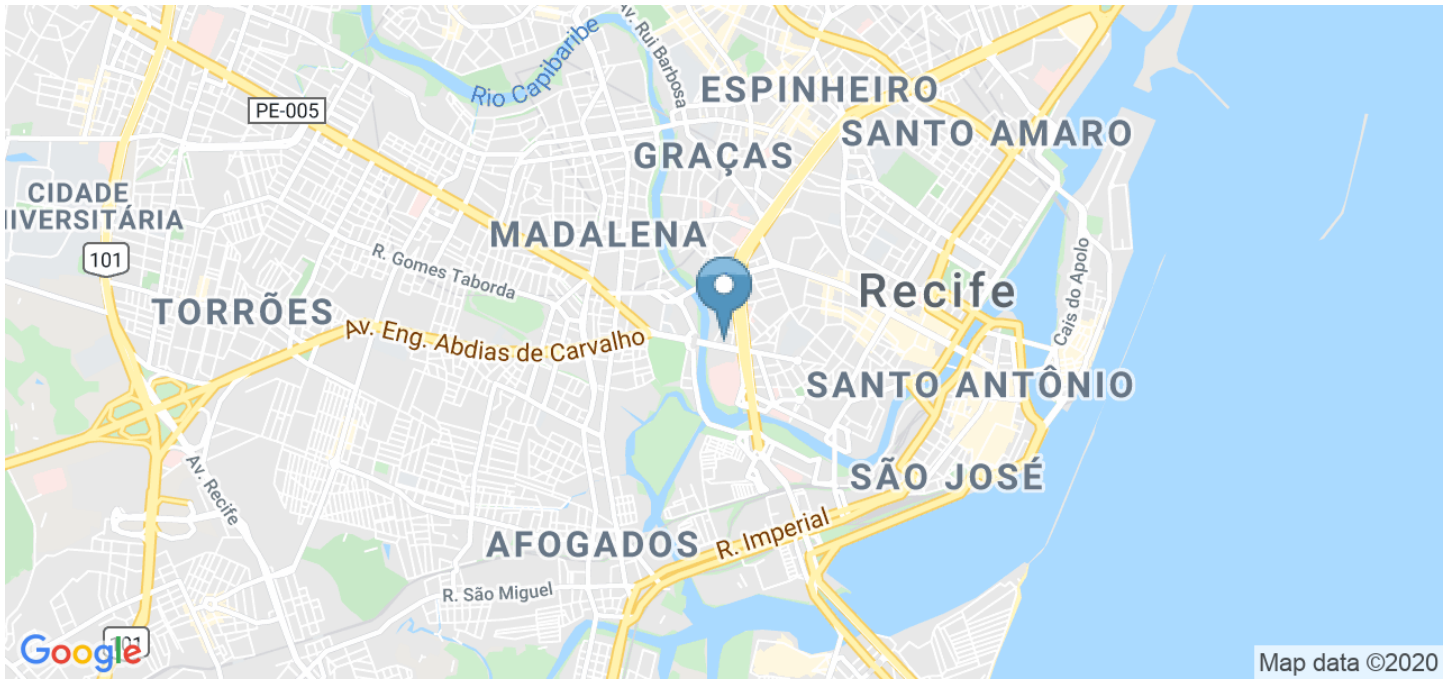 Av. Rui Barbosa
Rio Capibaribe
ESPINHEIRO
PE-005
SANTO AMARO
GRAÇAS
CIDADE
NIVERSITÁRIA
MADALENA
101
R. Gomes Taborda
Recife
Cais do Apolo
TORRÕES
Av. Eng. Abdias de Carvalho
SANTO ANTÔNIO
Av. Recife
SÃO JOSÉ
R. Imperial
AFOGADOS
R. São Miguel
101
Google
Map data ©2020